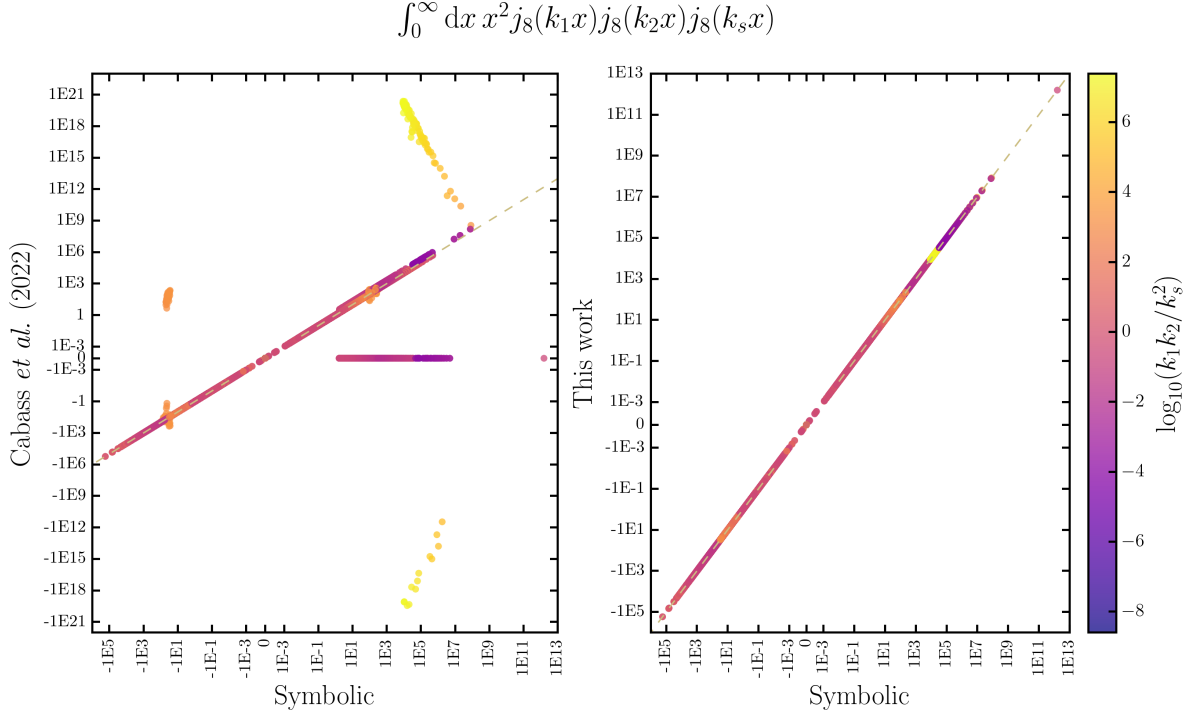 ∫₀^∞ dx x² j₈(k₁x) j₈(k₂x) j₈(kₛx)
Cabass et al. (2022)
1E21
1E18
1E15
1E12
1E9
1E6
1E3
1
1E-3
0
-1E-3
-1
-1E3
-1E6
-1E9
-1E12
-1E15
-1E18
-1E21
-1E5
-1E3
-1E1
-1E-1
-1E-3
0
1E-3
1E-1
1E1
1E3
1E5
1E7
1E9
1E11
1E13
Symbolic
This work
1E13
1E11
1E9
1E7
1E5
1E3
1E1
1E-1
1E-3
0
-1E-3
-1E-1
-1E1
-1E3
-1E5
-1E5
-1E3
-1E1
-1E-1
-1E-3
0
1E-3
1E-1
1E1
1E3
1E5
1E7
1E9
1E11
1E13
Symbolic
6
4
2
0
−2
−4
−6
−8
log₁₀(k₁k₂/kₛ²)